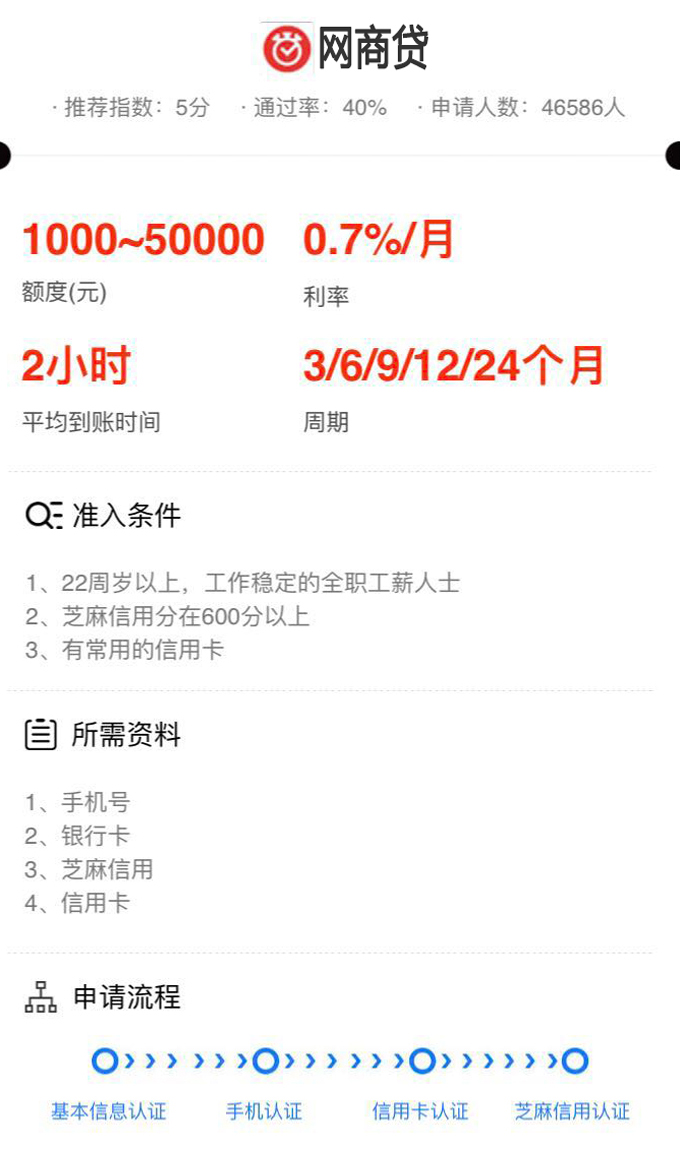 网商贷
· 推荐指数：5分 · 通过率：40% · 申请人数：46586人
1000~50000 0.7%/月
额度(元) 利率
2小时 3/6/9/12/24个月
平均到账时间 周期
准入条件
1、22周岁以上，工作稳定的全职工薪人士
2、芝麻信用分在600分以上
3、有常用的信用卡
所需资料
1、手机号
2、银行卡
3、芝麻信用
4、信用卡
申请流程
基本信息认证 手机认证 信用卡认证 芝麻信用认证